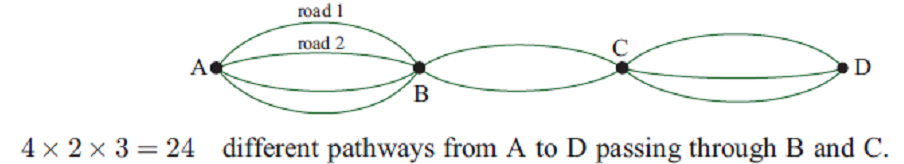 road 1
road 2
A
B
C
D
4 × 2 × 3 = 24 different pathways from A to D passing through B and C.